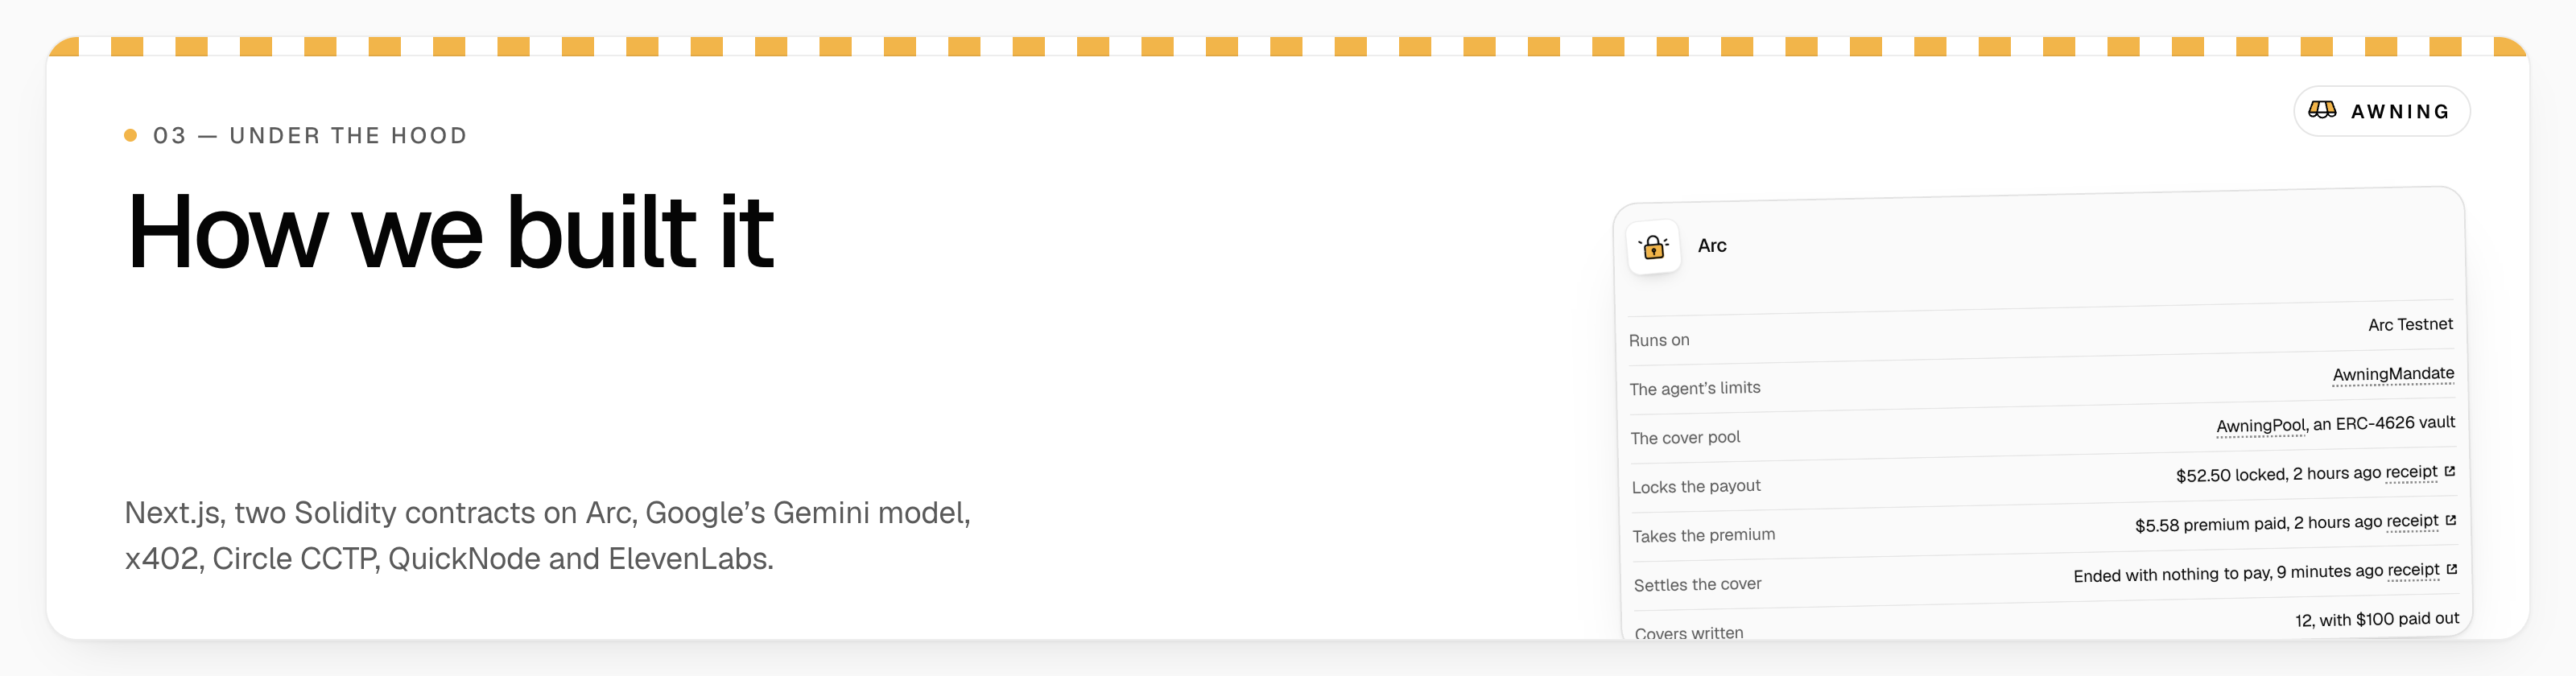 03 — UNDER THE HOOD
AWNING
How we built it
Next.js, two Solidity contracts on Arc, Google’s Gemini model,
x402, Circle CCTP, QuickNode and ElevenLabs.
Arc
Runs on Arc Testnet
The agent’s limits AwningMandate
The cover pool AwningPool, an ERC-4626 vault
Locks the payout $52.50 locked, 2 hours ago receipt
Takes the premium $5.58 premium paid, 2 hours ago receipt
Settles the cover Ended with nothing to pay, 9 minutes ago receipt
Covers written 12, with $100 paid out